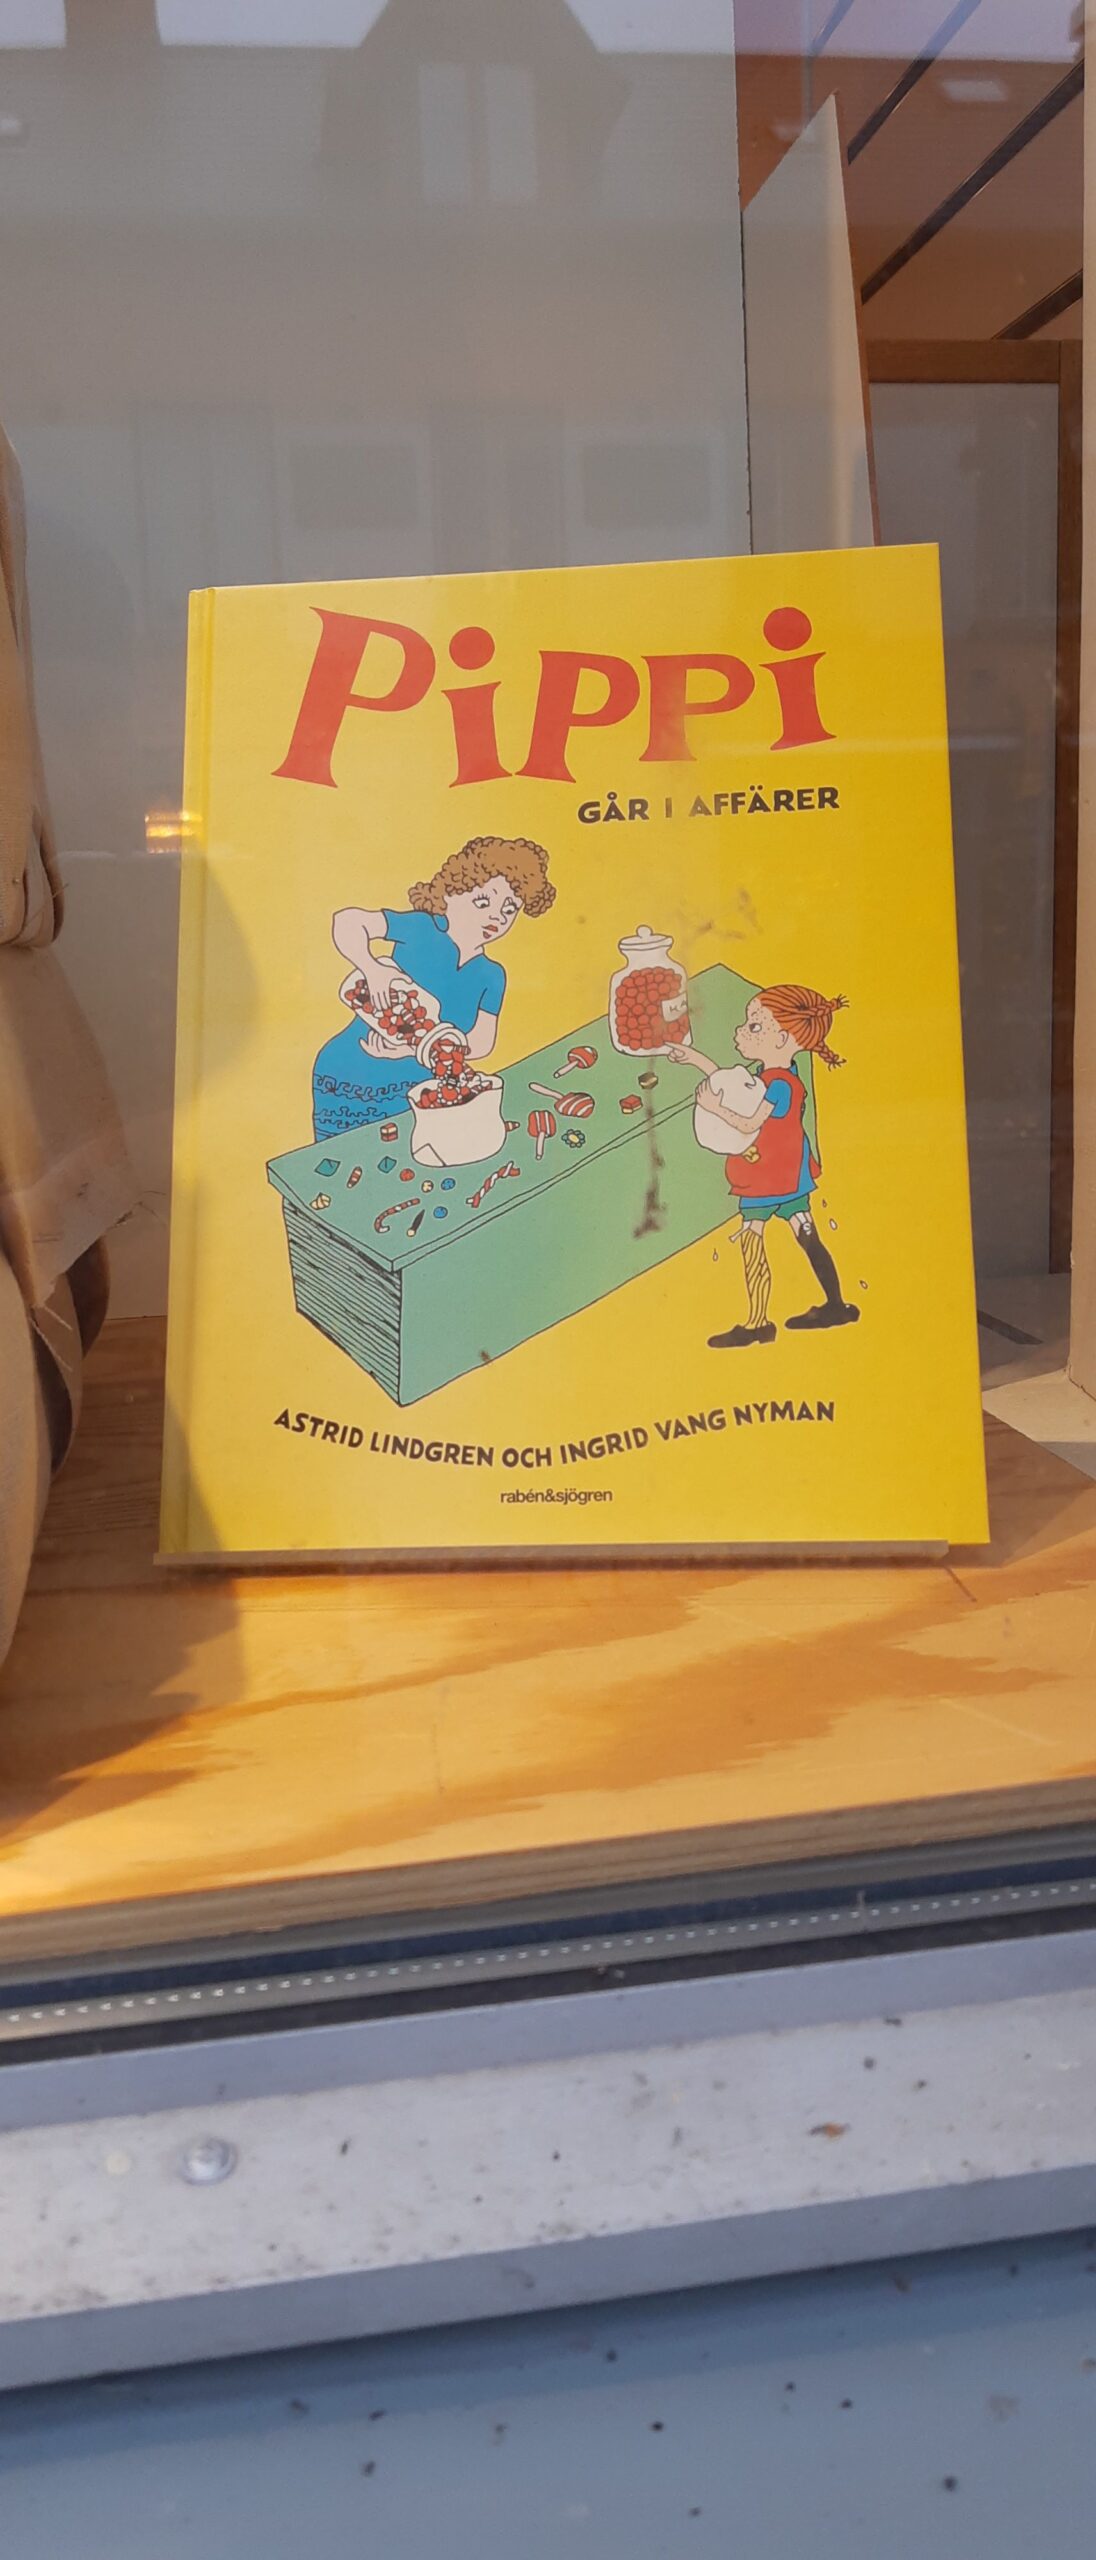 Pippi
GÅR I AFFÄRER
ASTRID LINDGREN OCH INGRID VANG NYMAN
rabén&sjögren